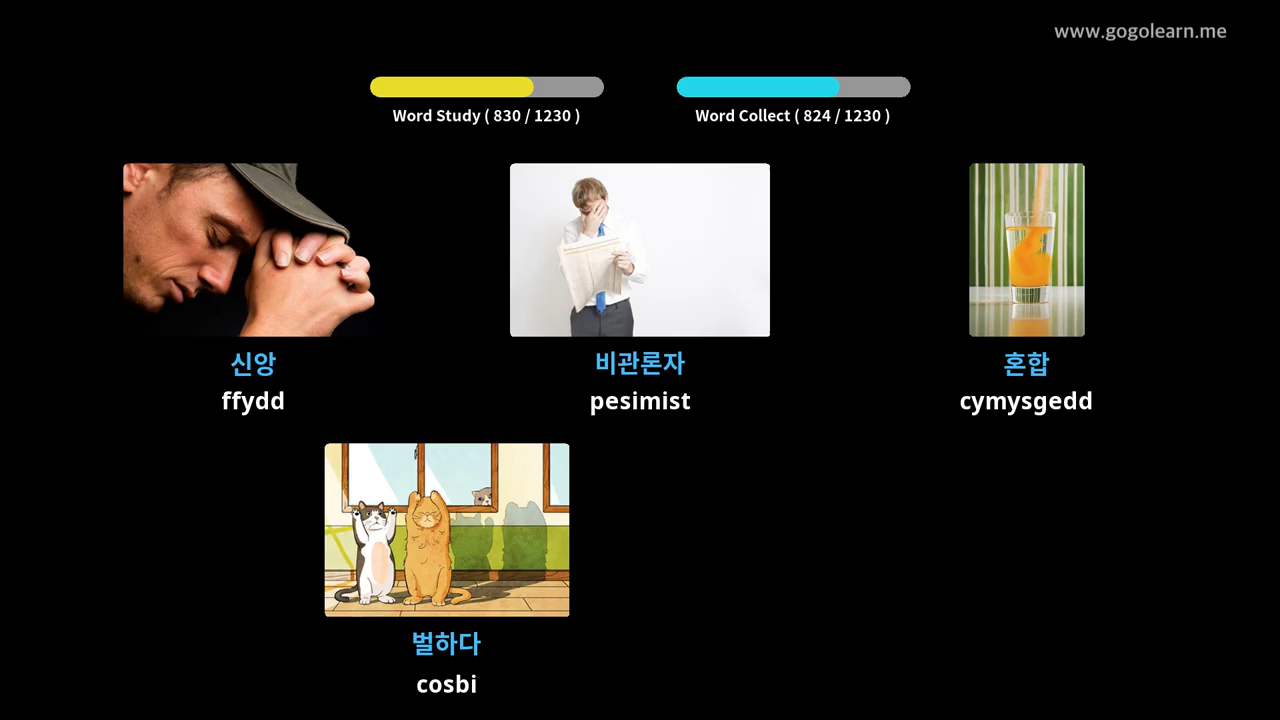 www.gogolearn.me
Word Study ( 830 / 1230 )
Word Collect ( 824 / 1230 )
신앙
ffydd
비관론자
pesimist
혼합
cymysgedd
벌하다
cosbi